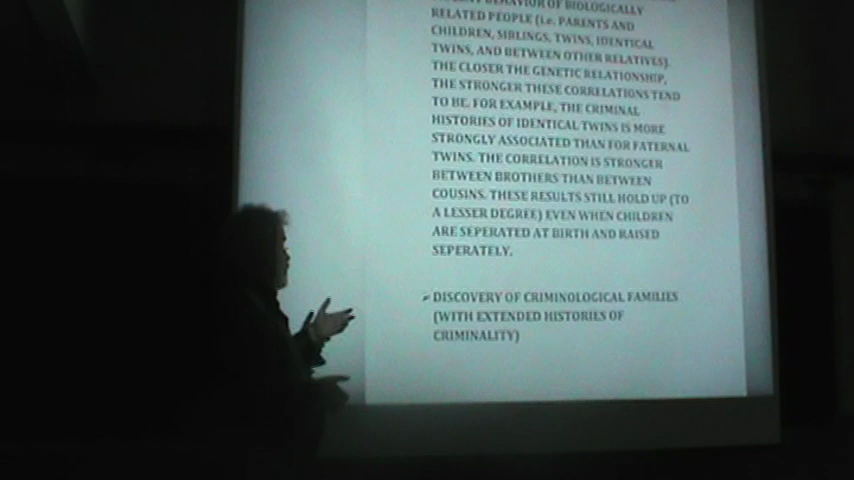 BEHAVIOR OF BIOLOGICALLY
RELATED PEOPLE (i.e. PARENTS AND
CHILDREN, SIBLINGS, TWINS, IDENTICAL
TWINS, AND BETWEEN OTHER RELATIVES).
THE CLOSER THE GENETIC RELATIONSHIP,
THE STRONGER THESE CORRELATIONS TEND
TO BE. FOR EXAMPLE, THE CRIMINAL
HISTORIES OF IDENTICAL TWINS IS MORE
STRONGLY ASSOCIATED THAN FOR FATERNAL
TWINS. THE CORRELATION IS STRONGER
BETWEEN BROTHERS THAN BETWEEN
COUSINS. THESE RESULTS STILL HOLD UP (TO
A LESSER DEGREE) EVEN WHEN CHILDREN
ARE SEPERATED AT BIRTH AND RAISED
SEPERATELY.
➢ DISCOVERY OF CRIMINOLOGICAL FAMILIES
(WITH EXTENDED HISTORIES OF
CRIMINALITY)